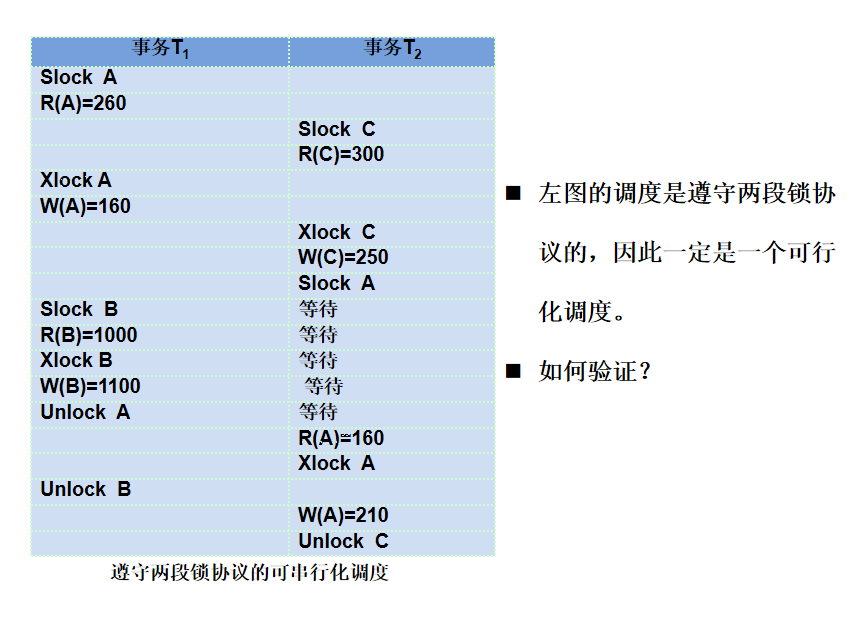 事务T1 事务T2
Slock A
R(A)=260
Slock C
R(C)=300
Xlock A
W(A)=160
Xlock C
W(C)=250
Slock A
Slock B 等待
R(B)=1000 等待
Xlock B 等待
W(B)=1100 等待
Unlock A 等待
R(A)=160
Xlock A
Unlock B
W(A)=210
Unlock C
遵守两段锁协议的可串行化调度
■ 左图的调度是遵守两段锁协
议的，因此一定是一个可行
化调度。
■ 如何验证？